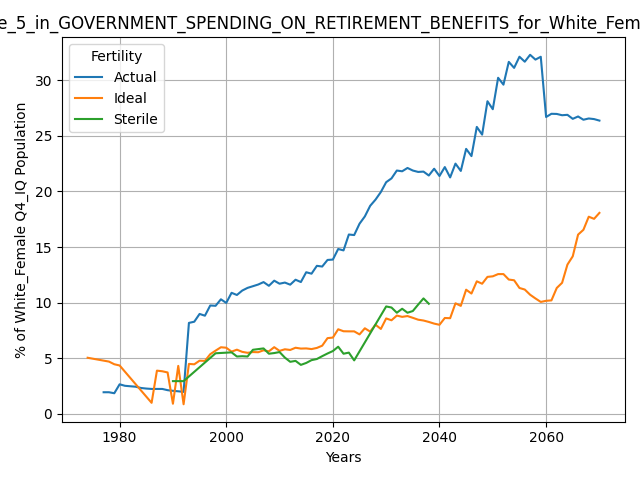 e_5_in_GOVERNMENT_SPENDING_ON_RETIREMENT_BENEFITS_for_White_Fem
Fertility
Actual
Ideal
Sterile
% of White_Female Q4_IQ Population
30
25
20
15
10
5
0
1980 2000 2020 2040 2060
Years